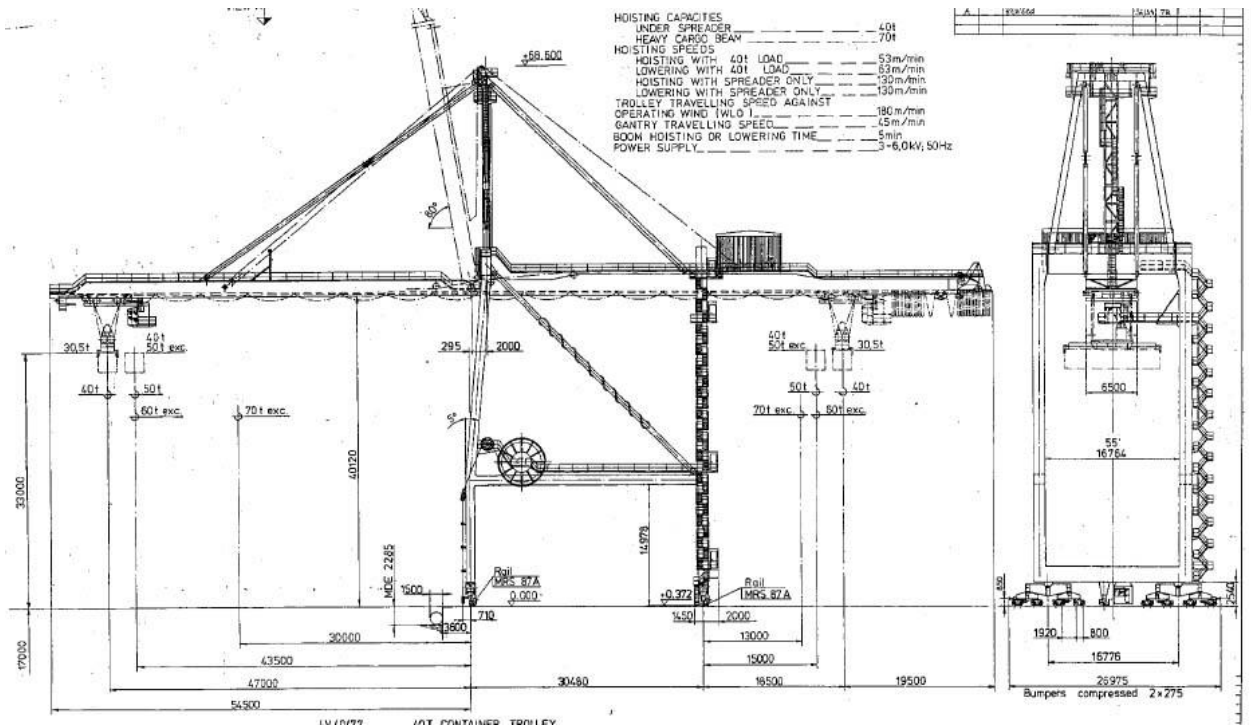 HOISTING CAPACITIES
UNDER SPREADER 40t
HEAVY CARGO BEAM 70t
HOISTING SPEEDS
HOISTING WITH 40t LOAD 53m/min
LOWERING WITH 40t LOAD 63m/min
HOISTING WITH SPREADER ONLY 130m/min
LOWERING WITH SPREADER ONLY 130m/min
TROLLEY TRAVELLING SPEED AGAINST
OPERATING WIND (WLO) 180m/min
GANTRY TRAVELLING SPEED 45m/min
BOOM HOISTING OR LOWERING TIME 5min
POWER SUPPLY 3~6,0kV; 50Hz
A
80°
40t
50t exc.
30,5t
40t
50t
60t exc.
70t exc.
295
2000
5°
40120
33000
17000
40t
50t exc.
30,5t
50t
40t
70t exc.
60t exc.
14978
MDE 2285
1500
Rail
MRS 87A
0.000
710
3600
+0.372
Rail
MRS 87A
1450
2000
30000
13000
43500
15000
47000
30480
16500
19500
54500
6500
55'
16764
650
2540
1920
800
16776
26975
Bumpers compressed 2x275
40T CONTAINER TROLLEY